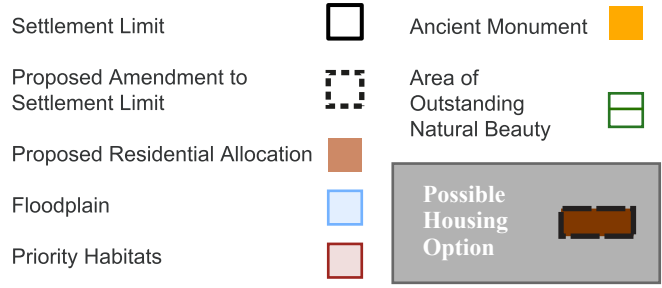 Settlement Limit
Proposed Amendment to
Settlement Limit
Proposed Residential Allocation
Floodplain
Priority Habitats
Ancient Monument
Area of
Outstanding
Natural Beauty
Possible
Housing
Option